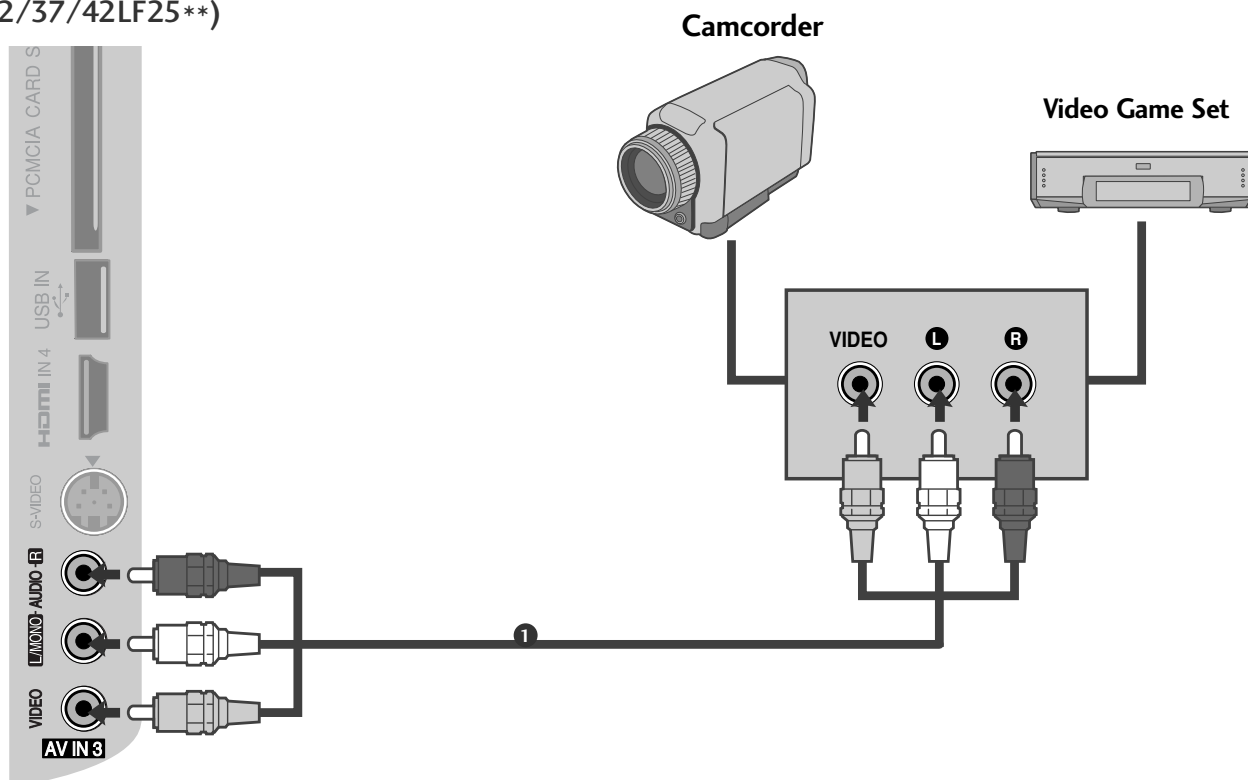 2/37/42LF25**)
Camcorder
Video Game Set
▼ PCMCIA CARD S
USB IN
HDMI IN 4
S-VIDEO
L/MONO - AUDIO - R
VIDEO
AV IN 3
VIDEO L R
1